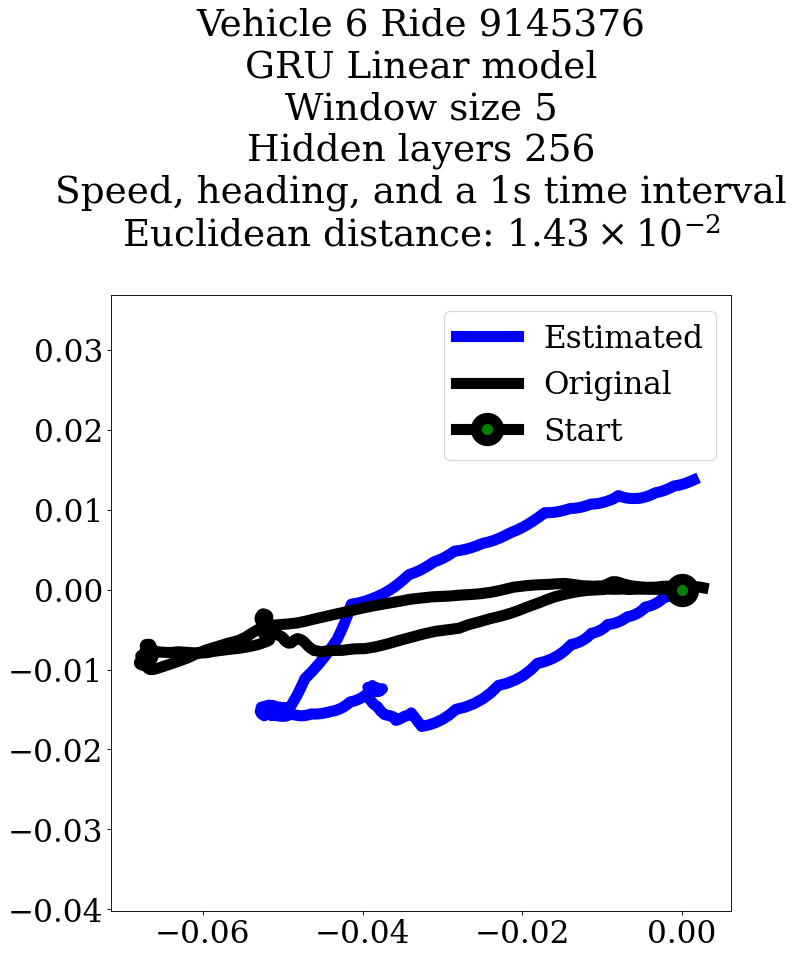 Vehicle 6 Ride 9145376
GRU Linear model
Window size 5
Hidden layers 256
Speed, heading, and a 1s time interval
Euclidean distance: 1.43 × 10⁻²
Estimated
Original
Start
0.03
0.02
0.01
0.00
−0.01
−0.02
−0.03
−0.04
−0.06
−0.04
−0.02
0.00